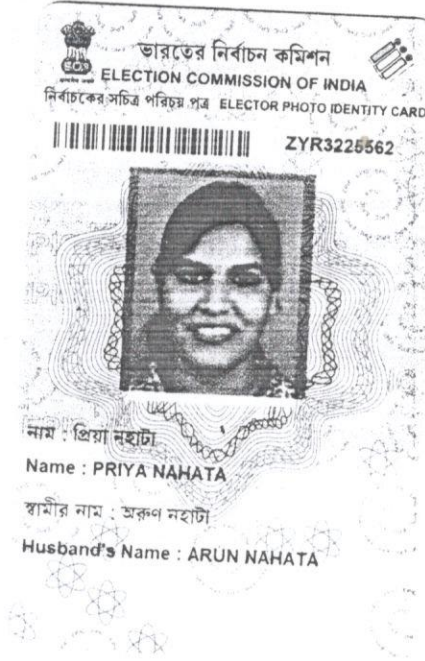 ভারতের নির্বাচন কমিশন
ELECTION COMMISSION OF INDIA
নির্বাচকের সচিত্র পরিচয় পত্র ELECTOR PHOTO IDENTITY CARD
ZYR3225562
নাম : প্রিয়া নহাটা
Name : PRIYA NAHATA
স্বামীর নাম : অরুণ নহাটা
Husband's Name : ARUN NAHATA